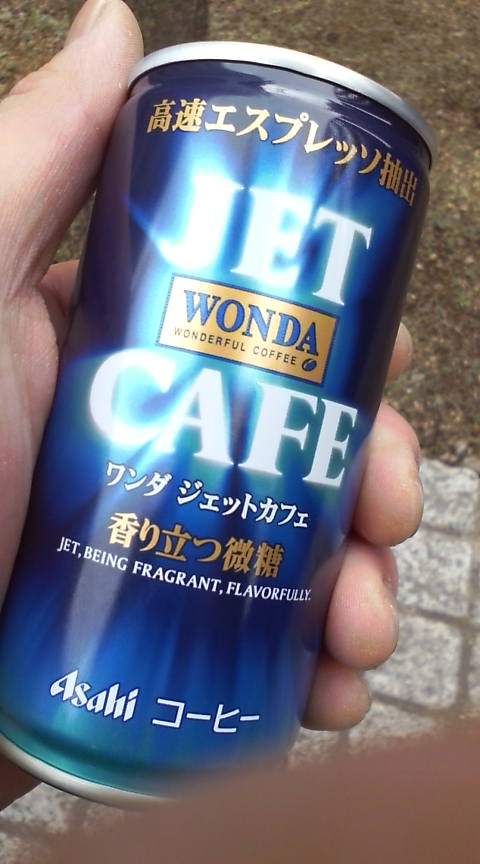 高速エスプレッソ抽出
JET
WONDA
WONDERFUL COFFEE
CAFE
ワンダ ジェットカフェ
香り立つ微糖
JET, BEING FRAGRANT, FLAVORFULLY.
Asahi コーヒー